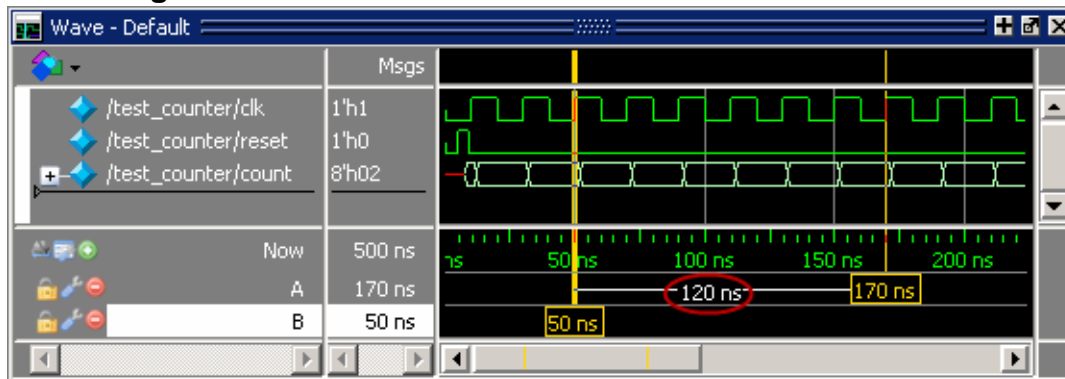 Wave - Default
Msgs
/test_counter/clk 1'h1
/test_counter/reset 1'h0
/test_counter/count 8'h02
Now 500 ns ns 50 ns 100 ns 150 ns 200 ns
A 170 ns 120 ns 170 ns
B 50 ns 50 ns